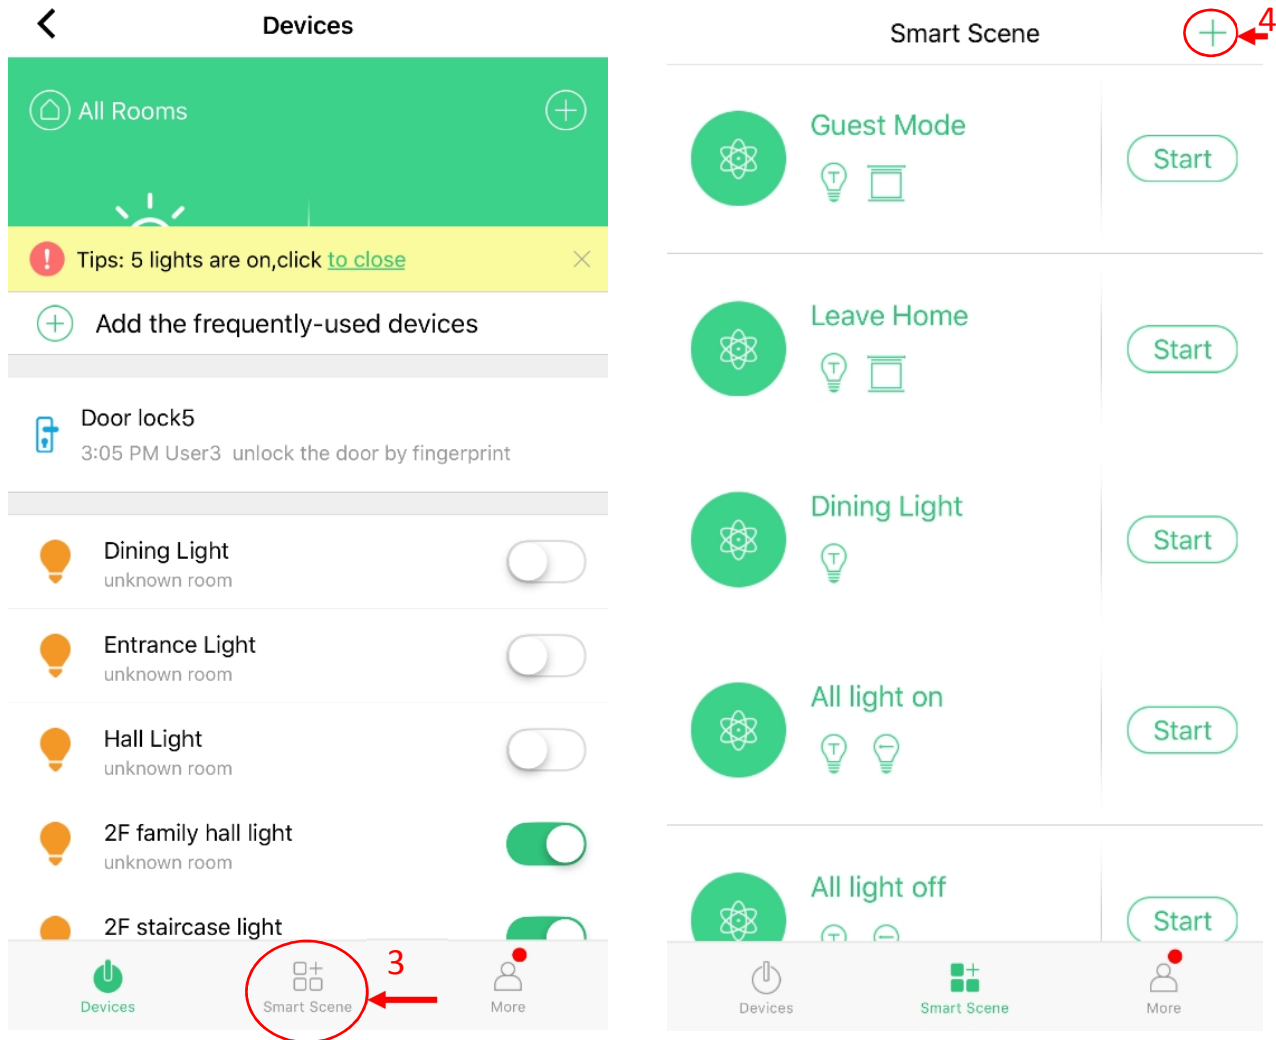 Devices
All Rooms
Tips: 5 lights are on,click to close
Add the frequently-used devices
Door lock5
3:05 PM User3 unlock the door by fingerprint
Dining Light
unknown room
Entrance Light
unknown room
Hall Light
unknown room
2F family hall light
unknown room
2F staircase light
3
Devices
Smart Scene
More
Smart Scene
4
Guest Mode
T
Start
Leave Home
T
Start
Dining Light
T
Start
All light on
T
Start
All light off
T
Start
Devices
Smart Scene
More